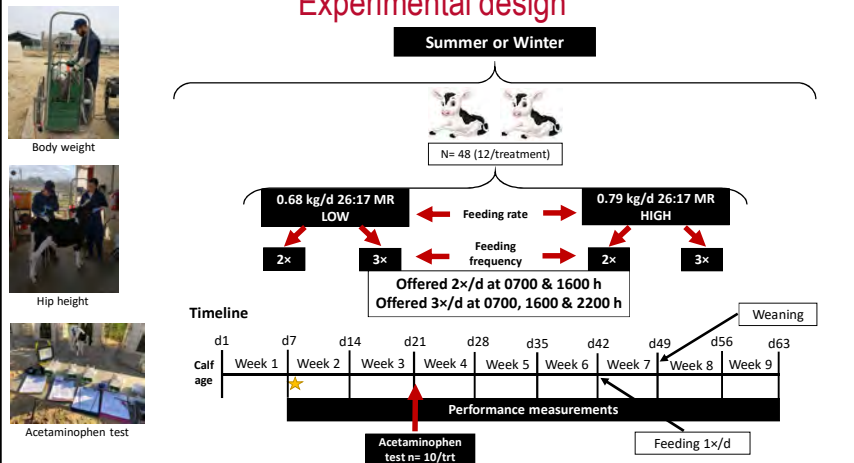 Experimental design
Summer or Winter
Body weight
N= 48 (12/treatment)
0.68 kg/d 26:17 MR
LOW
Feeding rate
0.79 kg/d 26:17 MR
HIGH
2×
3×
Feeding
frequency
2×
3×
Offered 2×/d at 0700 & 1600 h
Offered 3×/d at 0700, 1600 & 2200 h
Hip height
Timeline
Weaning
d1
d7
d14
d21
d28
d35
d42
d49
d56
d63
Calf
age
Week 1
Week 2
Week 3
Week 4
Week 5
Week 6
Week 7
Week 8
Week 9
Performance measurements
Acetaminophen test
Acetaminophen
test n= 10/trt
Feeding 1×/d